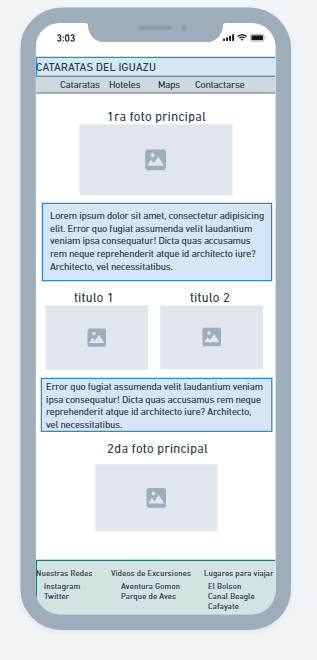 3:03
CATARATAS DEL IGUAZU
Cataratas Hoteles Maps Contactarse
1ra foto principal
Lorem ipsum dolor sit amet, consectetur adipisicing
elit. Error quo fugiat assumenda velit laudantium
veniam ipsa consequatur! Dicta quas accusamus
rem neque reprehenderit atque id architecto iure?
Architecto, vel necessitatibus.
titulo 1 titulo 2
Error quo fugiat assumenda velit laudantium veniam
ipsa consequatur! Dicta quas accusamus rem neque
reprehenderit atque id architecto iure? Architecto,
vel necessitatibus.
2da foto principal
Nuestras Redes Videos de Excursiones Lugares para viajar
Instagram Aventura Gomon El Bolson
Twitter Parque de Aves Canal Beagle
Cafayate